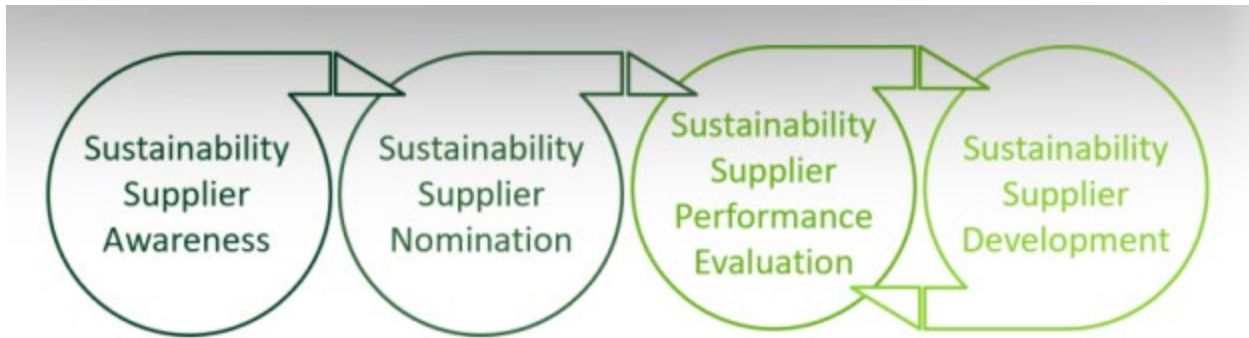 Sustainability
Supplier
Awareness
Sustainability
Supplier
Nomination
Sustainability
Supplier
Performance
Evaluation
Sustainability
Supplier
Development